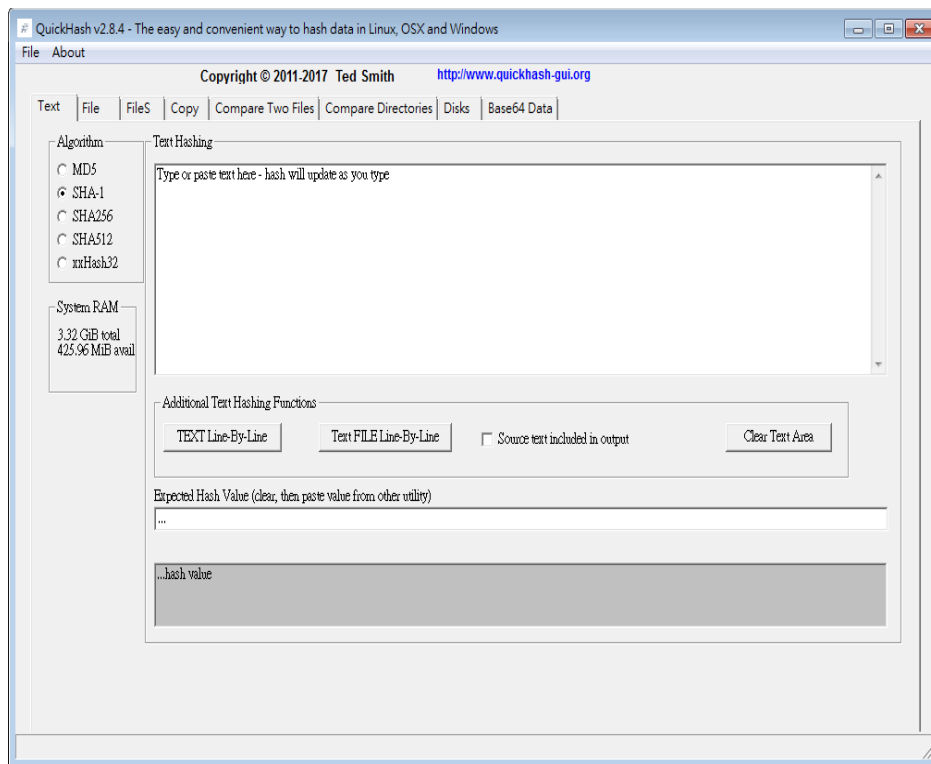 QuickHash v2.8.4 - The easy and convenient way to hash data in Linux, OSX and Windows
File About
Copyright © 2011-2017 Ted Smith http://www.quickhash-gui.org
Text File FileS Copy Compare Two Files Compare Directories Disks Base64 Data
Algorithm
MD5
SHA-1
SHA256
SHA512
xxHash32
System RAM
3.32 GiB total
425.96 MiB avail
Text Hashing
Type or paste text here - hash will update as you type
Additional Text Hashing Functions
TEXT Line-By-Line Text FILE Line-By-Line Source text included in output Clear Text Area
Expected Hash Value (clear, then paste value from other utility)
...
...hash value